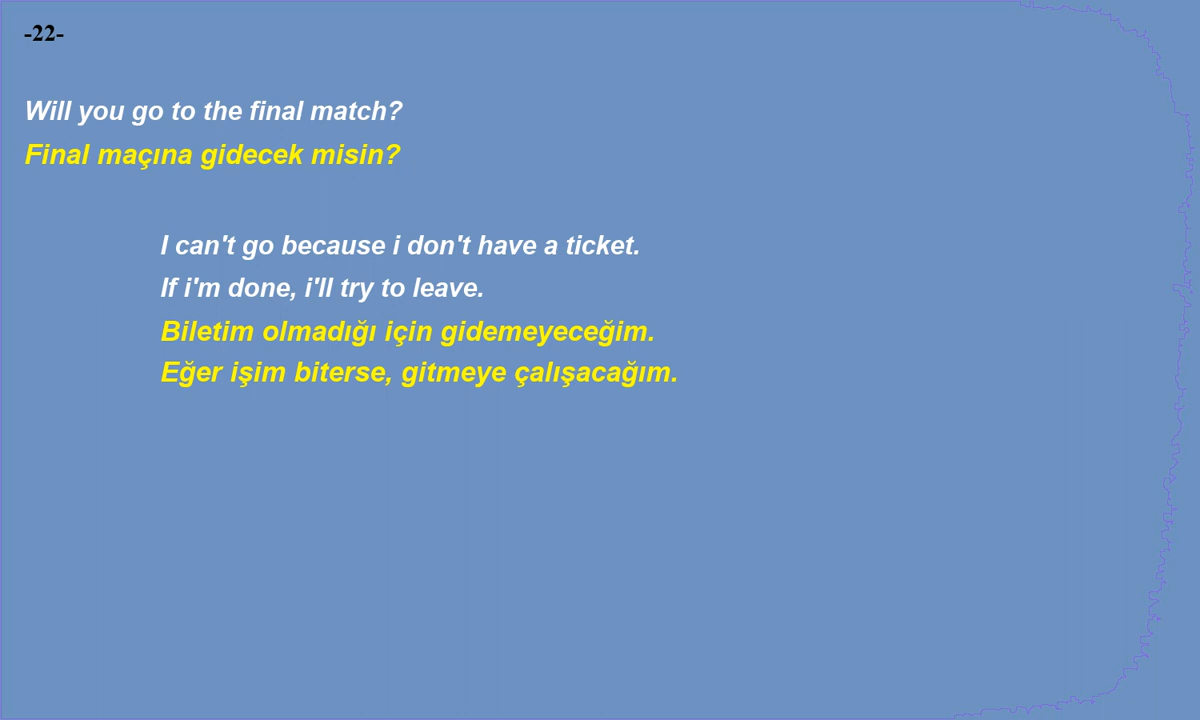 -22-
Will you go to the final match?
Final maçına gidecek misin?
I can't go because i don't have a ticket.
If i'm done, i'll try to leave.
Biletim olmadığı için gidemeyeceğim.
Eğer işim biterse, gitmeye çalışacağım.